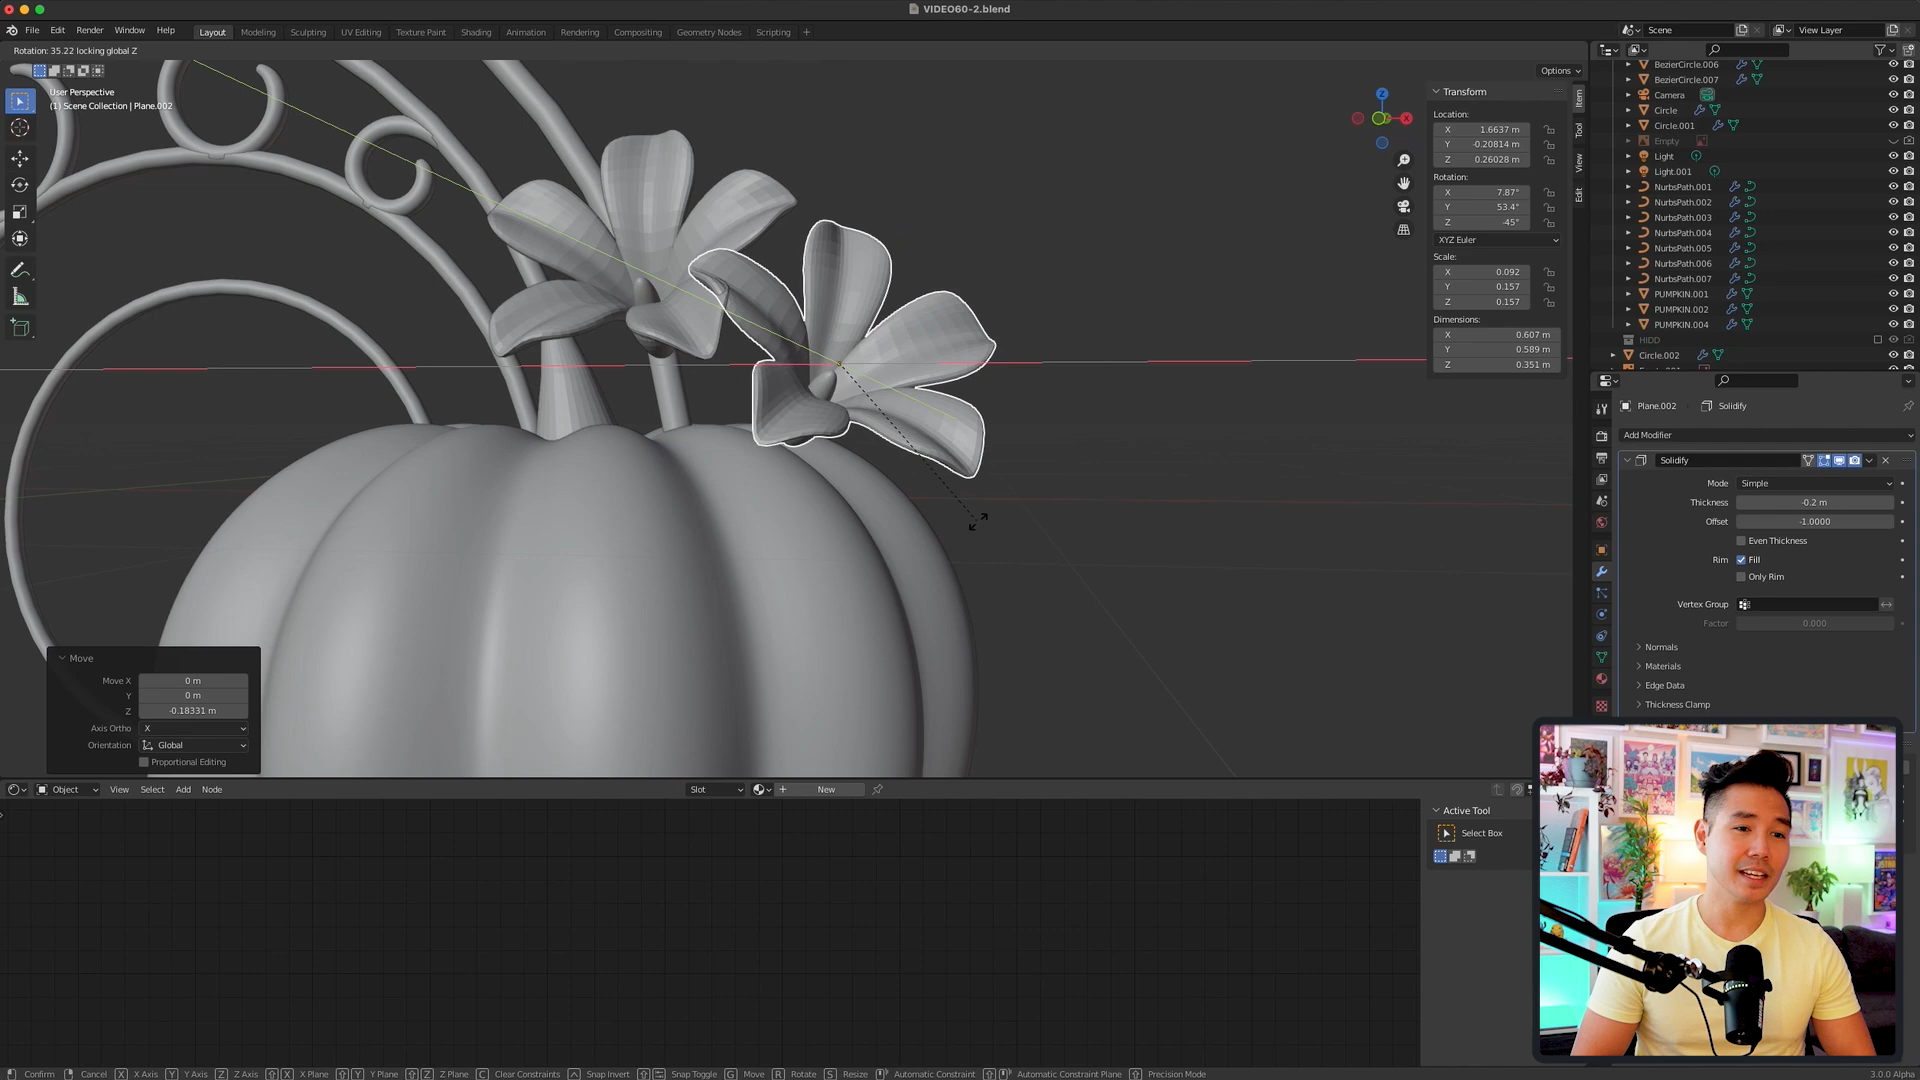 VIDEO60-2.blend
File Edit Render Window Help Layout Modeling Sculpting UV Editing Texture Paint Shading Animation Rendering Compositing Geometry Nodes Scripting +
Scene
View Layer
Rotation: 35.22 locking global Z
Options
User Perspective
(1) Scene Collection | Plane.002
Z
X
Transform
Location:
X 1.6637 m
Y -0.20814 m
Z 0.26028 m
Rotation:
X 7.87°
Y 53.4°
Z -45°
XYZ Euler
Scale:
X 0.092
Y 0.157
Z 0.157
Dimensions:
X 0.607 m
Y 0.589 m
Z 0.351 m
Item
Tool
View
Edit
BezierCircle.006
BezierCircle.007
Camera
Circle
Circle.001
Empty
Light
Light.001
NurbsPath.001
NurbsPath.002
NurbsPath.003
NurbsPath.004
NurbsPath.005
NurbsPath.006
NurbsPath.007
PUMPKIN.001
PUMPKIN.002
PUMPKIN.004
HIDD
Circle.002
Plane.002 Solidify
Add Modifier
Solidify
Mode Simple
Thickness -0.2 m
Offset -1.0000
Even Thickness
Rim Fill
Only Rim
Vertex Group
Factor 0.000
Normals
Materials
Edge Data
Thickness Clamp
Move
Move X 0 m
Y 0 m
Z -0.18331 m
Axis Ortho X
Orientation Global
Proportional Editing
Object View Select Add Node
Slot
New
Active Tool
Select Box
Confirm Cancel X X Axis Y Y Axis Z Z Axis X X Plane Y Y Plane Z Z Plane C Clear Constraints Snap Invert Snap Toggle G Move R Rotate S Resize Automatic Constraint Automatic Constraint Plane Precision Mode
3.0.0 Alpha